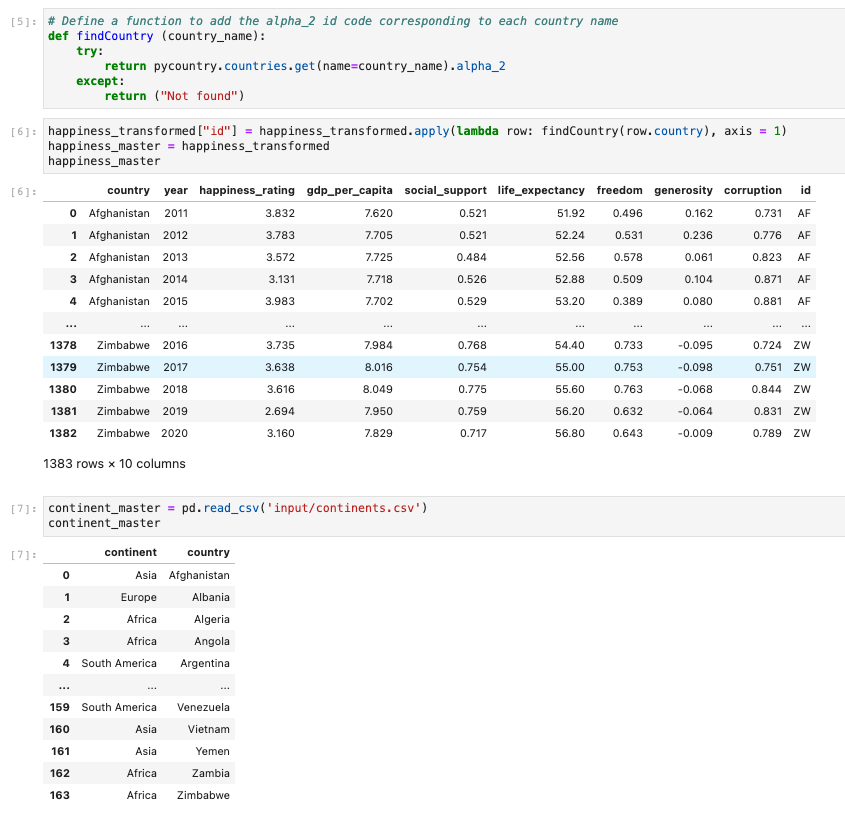 [5]: # Define a function to add the alpha_2 id code corresponding to each country name
def findCountry (country_name):
    try:
        return pycountry.countries.get(name=country_name).alpha_2
    except:
        return ("Not found")
[6]: happiness_transformed["id"] = happiness_transformed.apply(lambda row: findCountry(row.country), axis = 1)
happiness_master = happiness_transformed
happiness_master
[6]: country year happiness_rating gdp_per_capita social_support life_expectancy freedom generosity corruption id
0 Afghanistan 2011 3.832 7.620 0.521 51.92 0.496 0.162 0.731 AF
1 Afghanistan 2012 3.783 7.705 0.521 52.24 0.531 0.236 0.776 AF
2 Afghanistan 2013 3.572 7.725 0.484 52.56 0.578 0.061 0.823 AF
3 Afghanistan 2014 3.131 7.718 0.526 52.88 0.509 0.104 0.871 AF
4 Afghanistan 2015 3.983 7.702 0.529 53.20 0.389 0.080 0.881 AF
... ... ... ... ... ... ... ... ... ... ...
1378 Zimbabwe 2016 3.735 7.984 0.768 54.40 0.733 -0.095 0.724 ZW
1379 Zimbabwe 2017 3.638 8.016 0.754 55.00 0.753 -0.098 0.751 ZW
1380 Zimbabwe 2018 3.616 8.049 0.775 55.60 0.763 -0.068 0.844 ZW
1381 Zimbabwe 2019 2.694 7.950 0.759 56.20 0.632 -0.064 0.831 ZW
1382 Zimbabwe 2020 3.160 7.829 0.717 56.80 0.643 -0.009 0.789 ZW
1383 rows × 10 columns
[7]: continent_master = pd.read_csv('input/continents.csv')
continent_master
[7]: continent country
0 Asia Afghanistan
1 Europe Albania
2 Africa Algeria
3 Africa Angola
4 South America Argentina
... ... ...
159 South America Venezuela
160 Asia Vietnam
161 Asia Yemen
162 Africa Zambia
163 Africa Zimbabwe